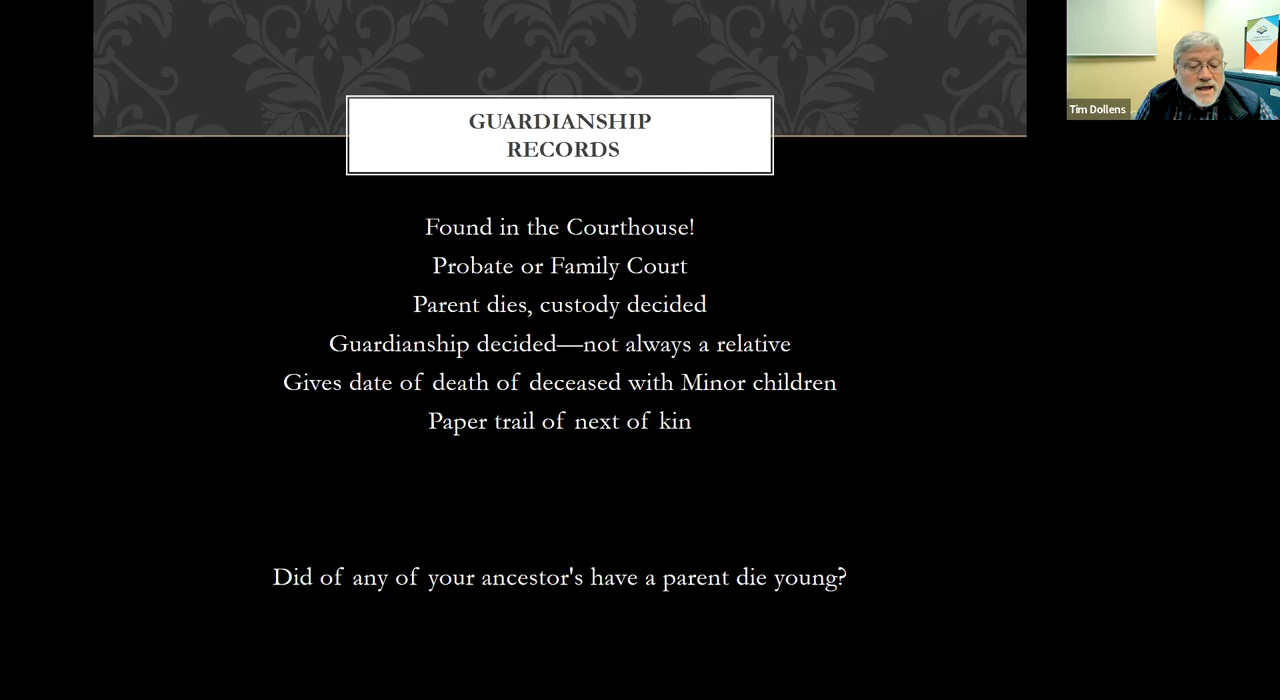 GUARDIANSHIP
RECORDS
Found in the Courthouse!
Probate or Family Court
Parent dies, custody decided
Guardianship decided—not always a relative
Gives date of death of deceased with Minor children
Paper trail of next of kin
Did of any of your ancestor's have a parent die young?
Tim Dollens